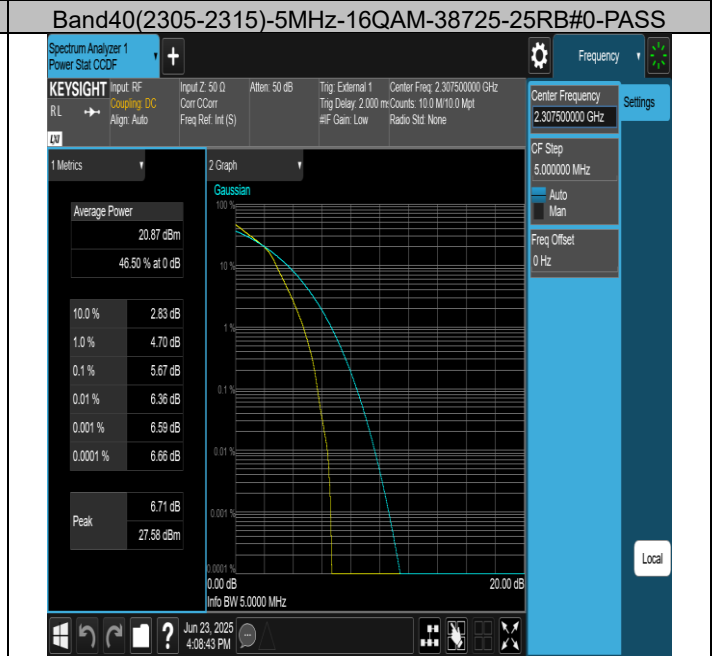 Band40(2305-2315)-5MHz-16QAM-38725-25RB#0-PASS
Spectrum Analyzer 1
Power Stat CCDF
+
Frequency
KEYSIGHT
RL
LXI
Input: RF
Coupling: DC
Align: Auto
Input Z: 50 Ω
Corr CCorr
Freq Ref: Int (S)
Atten: 50 dB
Trig: External 1
Trig Delay: 2.000 ms
#IF Gain: Low
Center Freq: 2.307500000 GHz
Counts: 10.0 M/10.0 Mpt
Radio Std: None
Center Frequency
2.307500000 GHz
Settings
CF Step
5.000000 MHz
Auto
Man
Freq Offset
0 Hz
1 Metrics
Average Power
20.87 dBm
46.50 % at 0 dB
10.0 % 2.83 dB
1.0 % 4.70 dB
0.1 % 5.67 dB
0.01 % 6.36 dB
0.001 % 6.59 dB
0.0001 % 6.66 dB
Peak
6.71 dB
27.58 dBm
2 Graph
Gaussian
100 %
10 %
1 %
0.1 %
0.01 %
0.001 %
0.0001 %
0.00 dB 20.00 dB
Info BW 5.0000 MHz
Local
?
Jun 23, 2025
4:08:43 PM